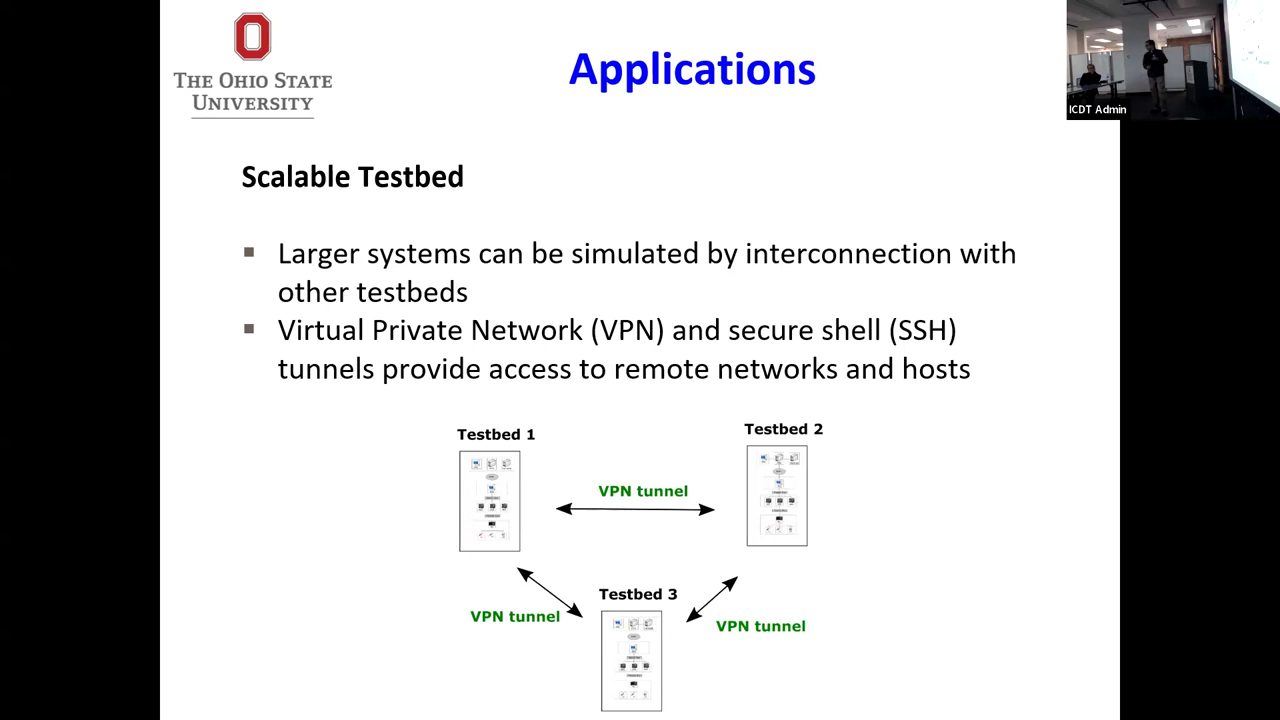 THE OHIO STATE
UNIVERSITY
Applications
ICDT Admin
Scalable Testbed
Larger systems can be simulated by interconnection with
other testbeds
Virtual Private Network (VPN) and secure shell (SSH)
tunnels provide access to remote networks and hosts
Testbed 1
Testbed 2
VPN tunnel
Testbed 3
VPN tunnel
VPN tunnel